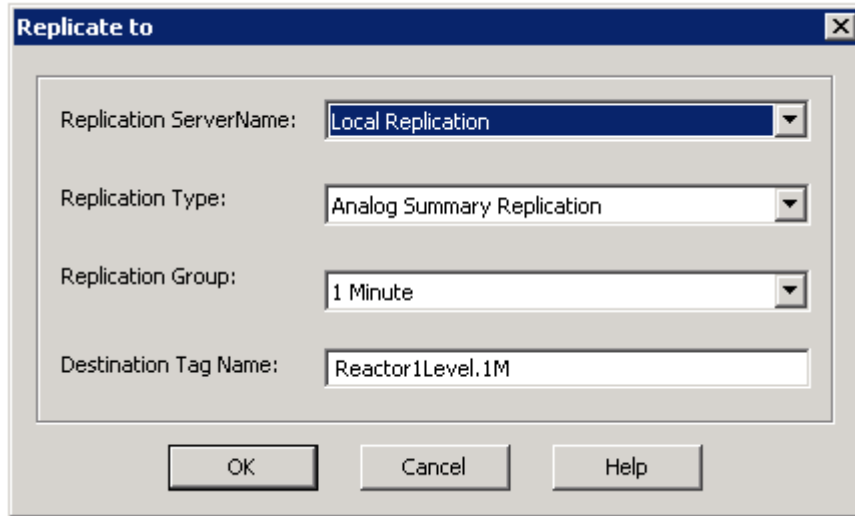 Replicate to
Replication ServerName: Local Replication
Replication Type: Analog Summary Replication
Replication Group: 1 Minute
Destination Tag Name: Reactor1Level.1M
OK Cancel Help